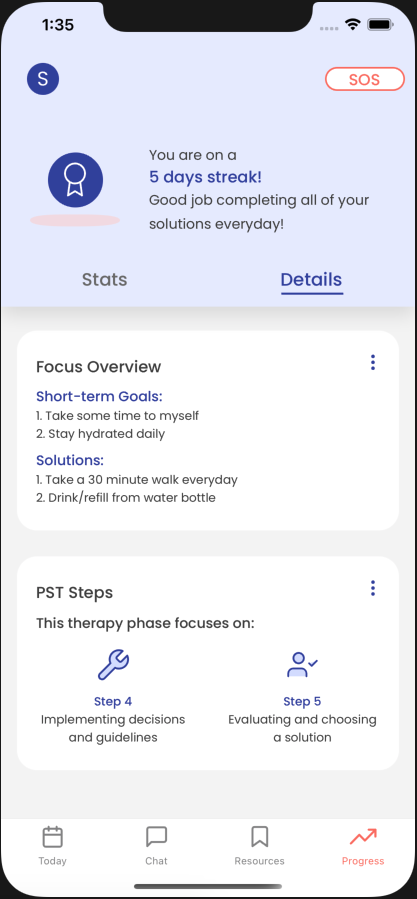 1:35
S
SOS
You are on a
5 days streak!
Good job completing all of your
solutions everyday!
Stats
Details
Focus Overview
Short-term Goals:
1. Take some time to myself
2. Stay hydrated daily
Solutions:
1. Take a 30 minute walk everyday
2. Drink/refill from water bottle
PST Steps
This therapy phase focuses on:
Step 4
Implementing decisions
and guidelines
Step 5
Evaluating and choosing
a solution
Today
Chat
Resources
Progress